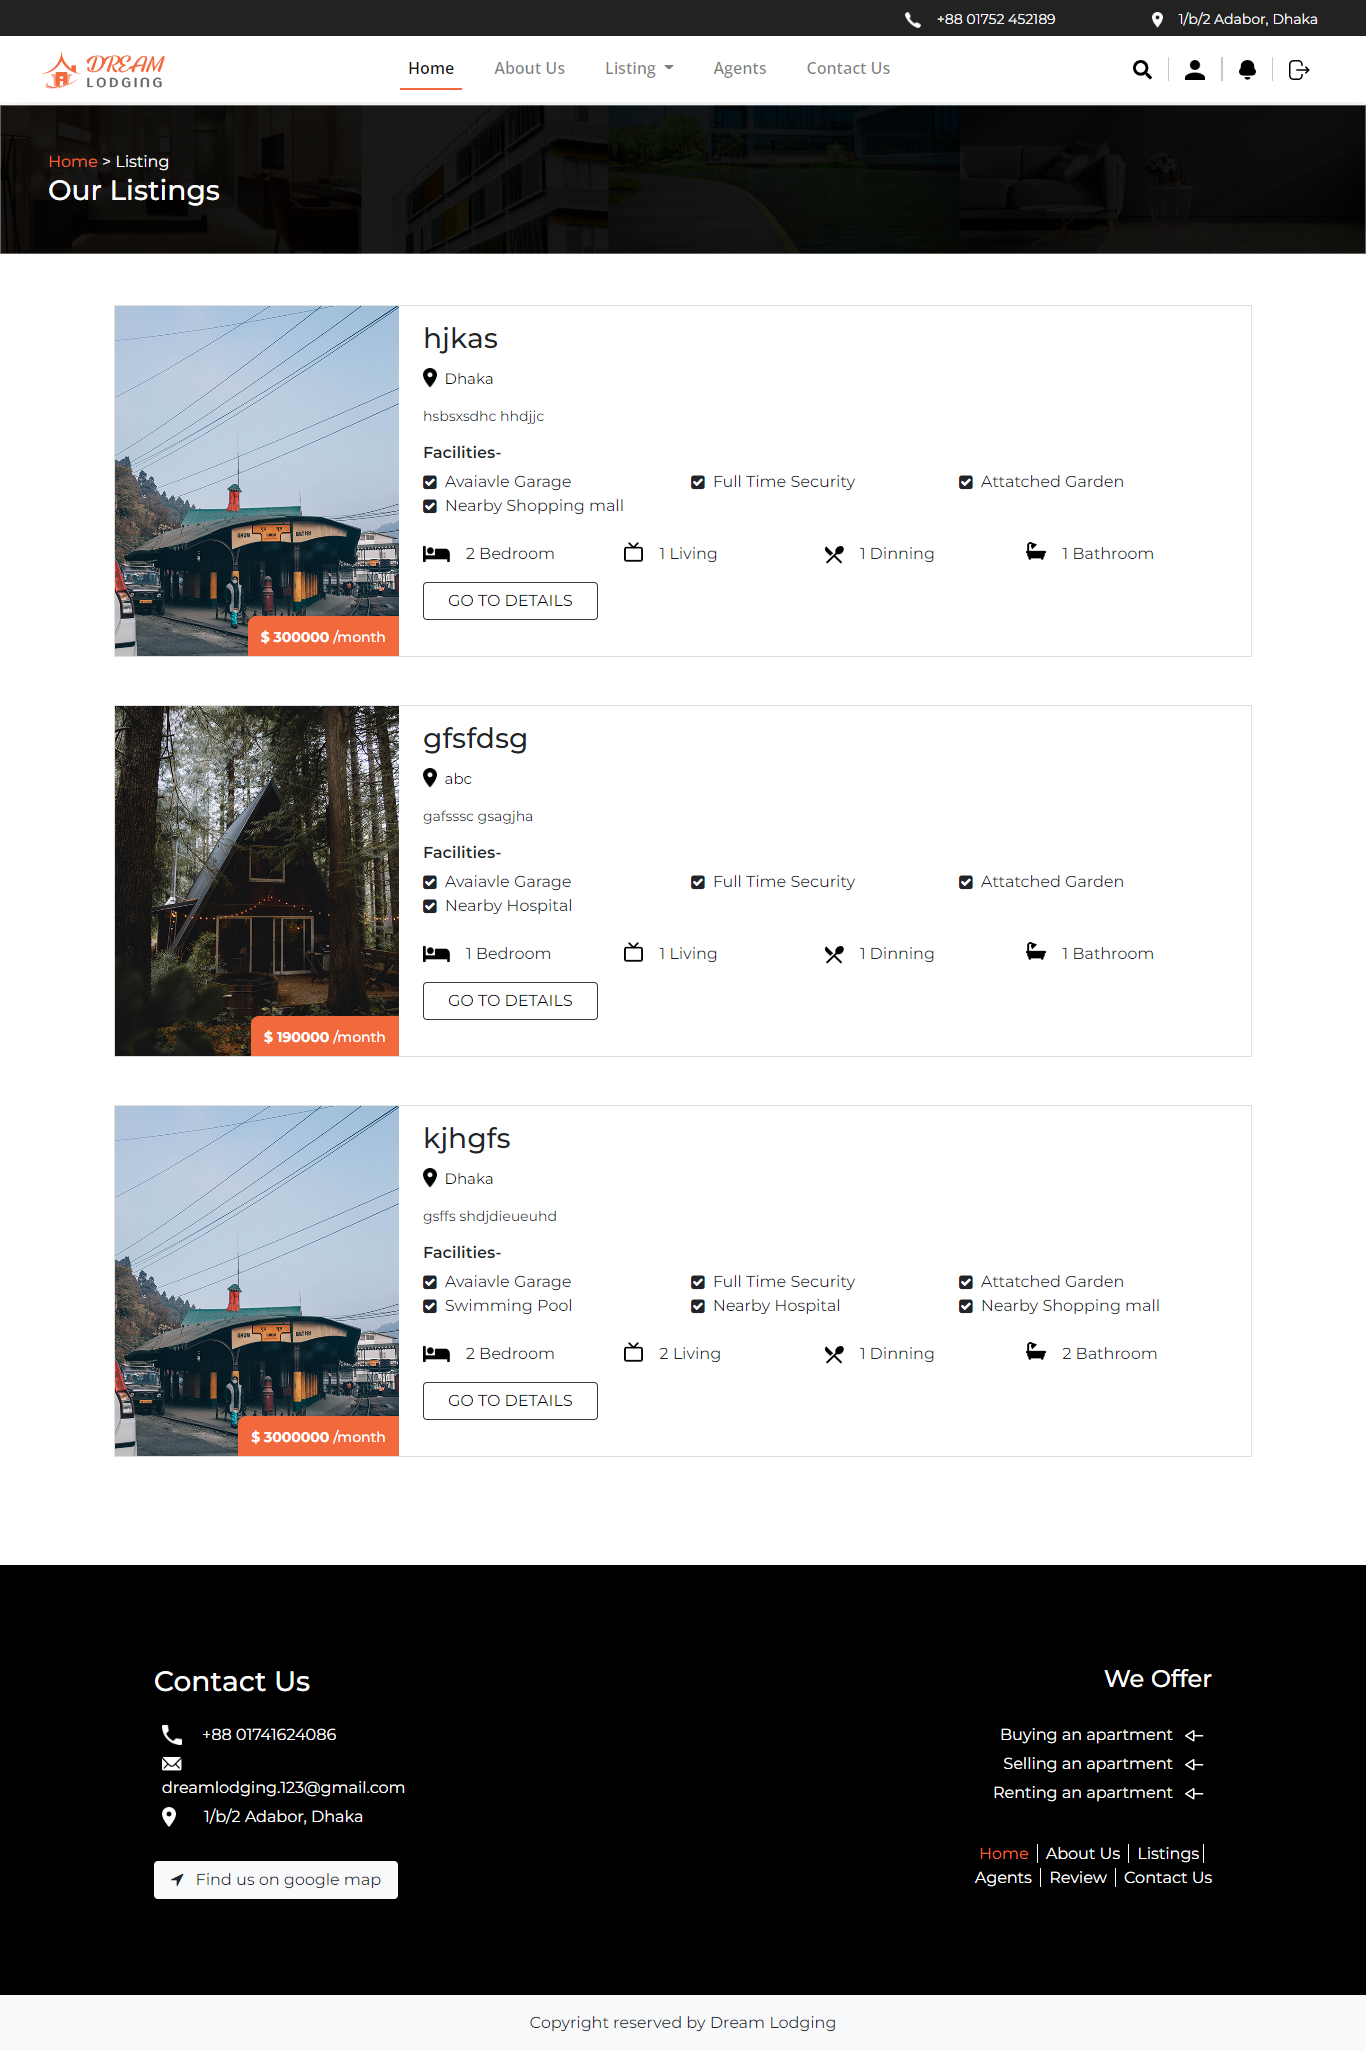 +88 01752 452189 1/b/2 Adabor, Dhaka
DREAM
LODGING
Home About Us Listing Agents Contact Us
Home > Listing
Our Listings
hjkas
Dhaka
hsbsxsdhc hhdjjc
Facilities-
Avaiavle Garage Full Time Security Attatched Garden
Nearby Shopping mall
2 Bedroom 1 Living 1 Dinning 1 Bathroom
GO TO DETAILS
$ 300000 /month
gfsfdsg
abc
gafsssc gsagjha
Facilities-
Avaiavle Garage Full Time Security Attatched Garden
Nearby Hospital
1 Bedroom 1 Living 1 Dinning 1 Bathroom
GO TO DETAILS
$ 190000 /month
kjhgfs
Dhaka
gsffs shdjdieueuhd
Facilities-
Avaiavle Garage Full Time Security Attatched Garden
Swimming Pool Nearby Hospital Nearby Shopping mall
2 Bedroom 2 Living 1 Dinning 2 Bathroom
GO TO DETAILS
$ 3000000 /month
Contact Us
+88 01741624086
dreamlodging.123@gmail.com
1/b/2 Adabor, Dhaka
Find us on google map
We Offer
Buying an apartment
Selling an apartment
Renting an apartment
Home About Us Listings
Agents Review Contact Us
Copyright reserved by Dream Lodging